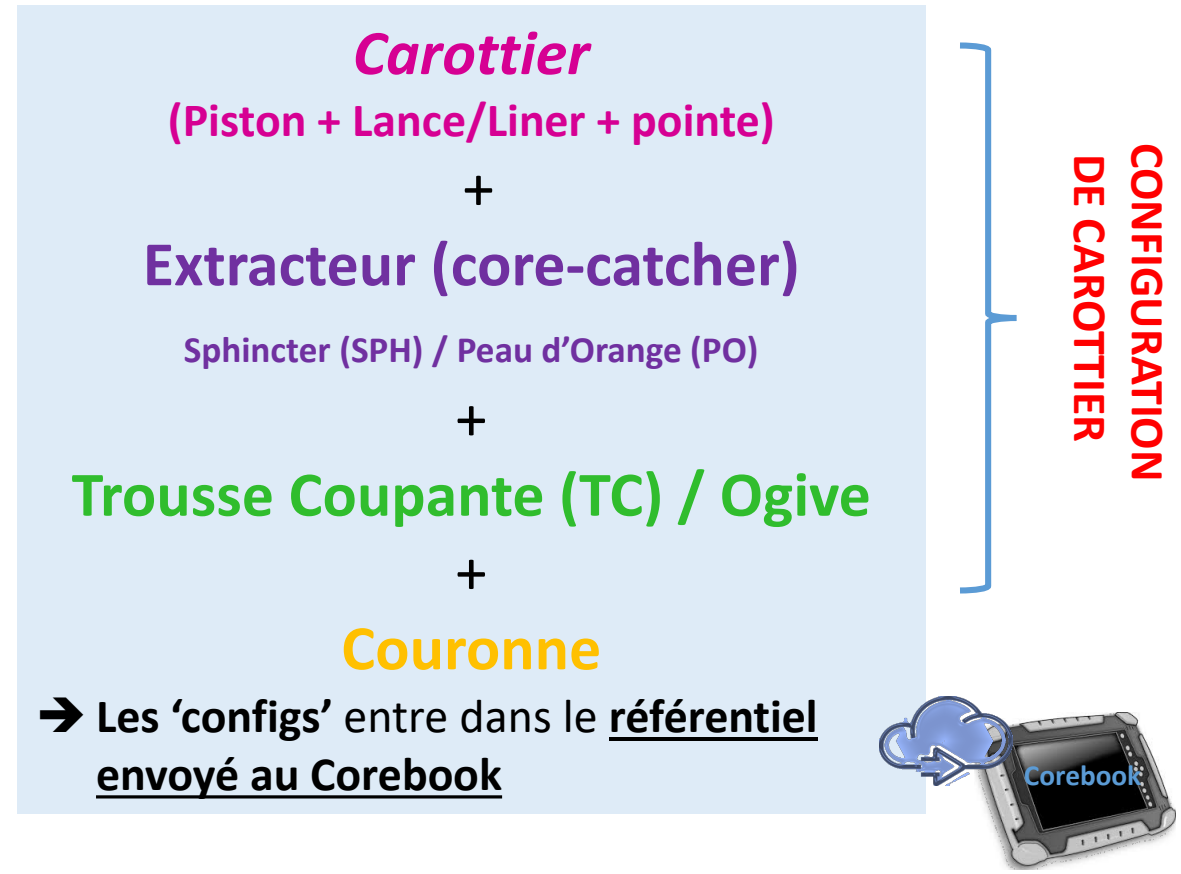 Carottier
(Piston + Lance/Liner + pointe)
+
Extracteur (core-catcher)
Sphincter (SPH) / Peau d’Orange (PO)
+
Trousse Coupante (TC) / Ogive
+
Couronne
➔ Les ‘configs’ entre dans le référentiel
envoyé au Corebook
CONFIGURATION
DE CAROTTIER
Corebook